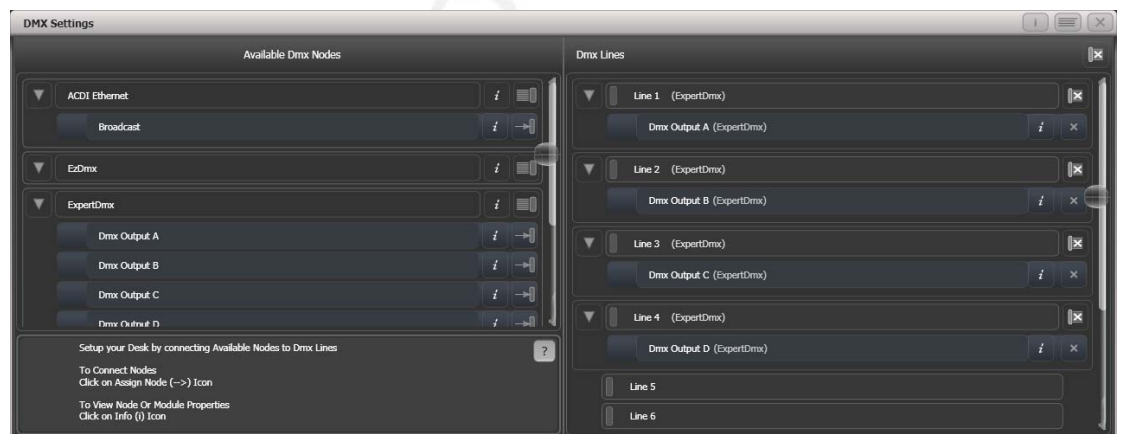 DMX Settings
Available Dmx Nodes
ACDI Ethernet
Broadcast
EzDmx
ExpertDmx
Dmx Output A
Dmx Output B
Dmx Output C
Dmx Output D
Setup your Desk by connecting Available Nodes to Dmx Lines
To Connect Nodes
Click on Assign Node (-->) Icon
To View Node Or Module Properties
Click on Info (i) Icon
?
Dmx Lines
Line 1 (ExpertDmx)
Dmx Output A (ExpertDmx)
Line 2 (ExpertDmx)
Dmx Output B (ExpertDmx)
Line 3 (ExpertDmx)
Dmx Output C (ExpertDmx)
Line 4 (ExpertDmx)
Dmx Output D (ExpertDmx)
Line 5
Line 6